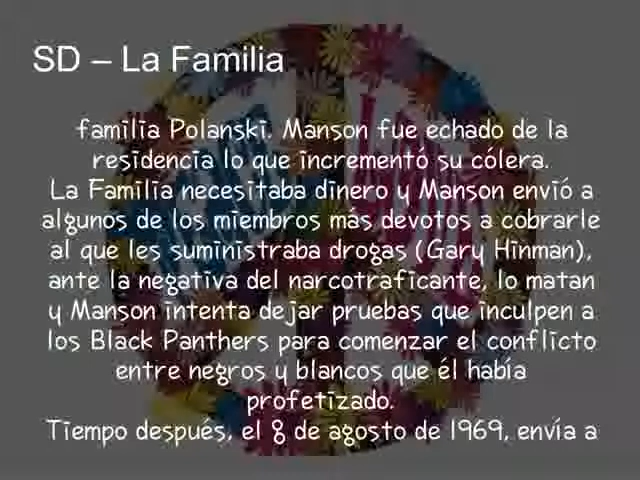 SD – La Familia
familia Polanski. Manson fue echado de la
residencia lo que incrementó su cólera.
La Familia necesitaba dinero y Manson envió a
algunos de los miembros más devotos a cobrarle
al que les suministraba drogas (Gary Hinman),
ante la negativa del narcotraficante, lo matan
y Manson intenta dejar pruebas que inculpen a
los Black Panthers para comenzar el conflicto
entre negros y blancos que él había
profetizado.
Tiempo después, el 8 de agosto de 1969, envía a